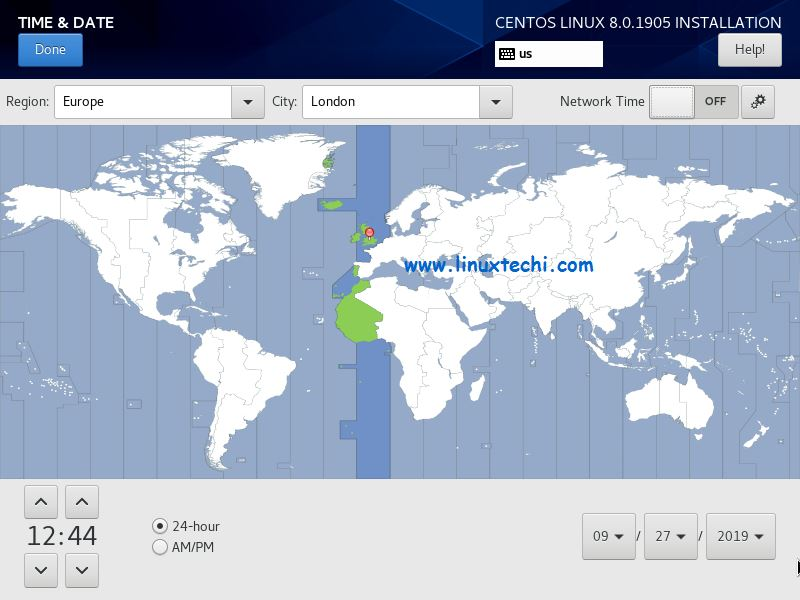 TIME & DATE
CENTOS LINUX 8.0.1905 INSTALLATION
Done
us
Help!
Region: Europe City: London Network Time OFF
www.linuxtechi.com
12:44
24-hour
AM/PM
09 / 27 / 2019